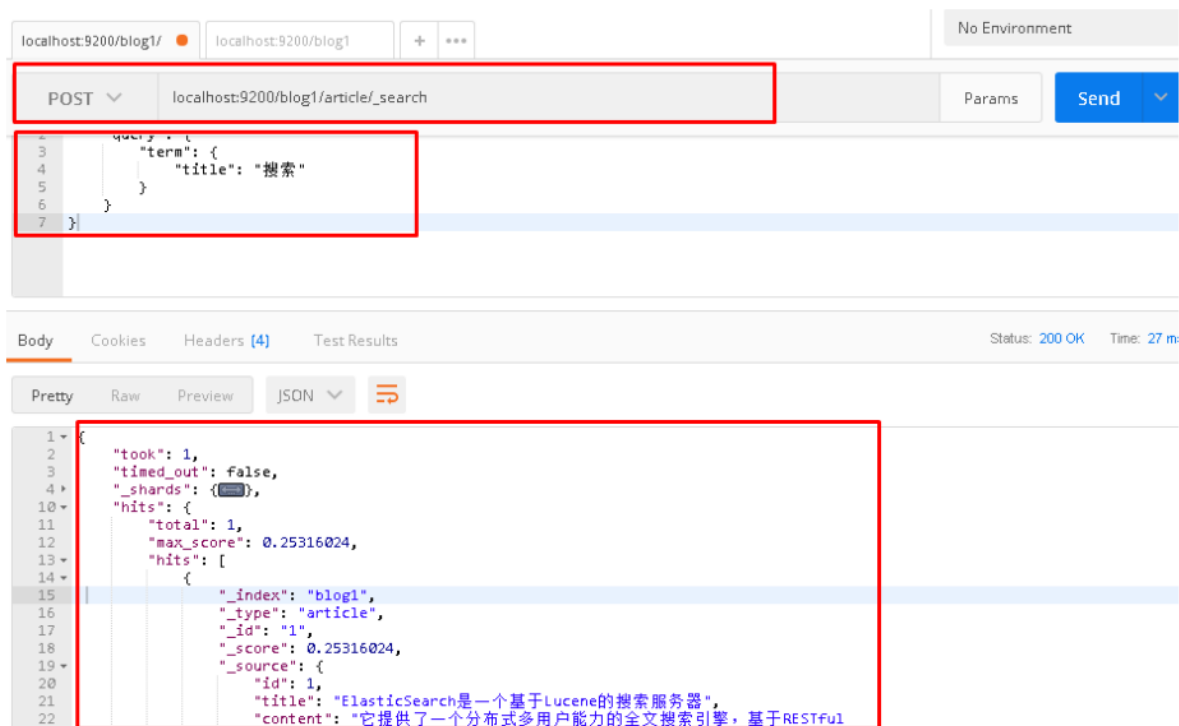 localhost:9200/blog1/
localhost:9200/blog1
+
•••
No Environment
POST
localhost:9200/blog1/article/_search
Params
Send
2 "query": {
3 "term": {
4 "title": "搜索"
5 }
6 }
7 }
Body Cookies Headers (4) Test Results
Status: 200 OK Time: 27
Pretty Raw Preview JSON
1 {
2 "took": 1,
3 "timed_out": false,
4 "_shards": {},
10 "hits": {
11 "total": 1,
12 "max_score": 0.25316024,
13 "hits": [
14 {
15 "_index": "blog1",
16 "_type": "article",
17 "_id": "1",
18 "_score": 0.25316024,
19 "_source": {
20 "id": 1,
21 "title": "ElasticSearch是一个基于Lucene的搜索服务器",
22 "content": "它提供了一个分布式多用户能力的全文搜索引擎，基于RESTful